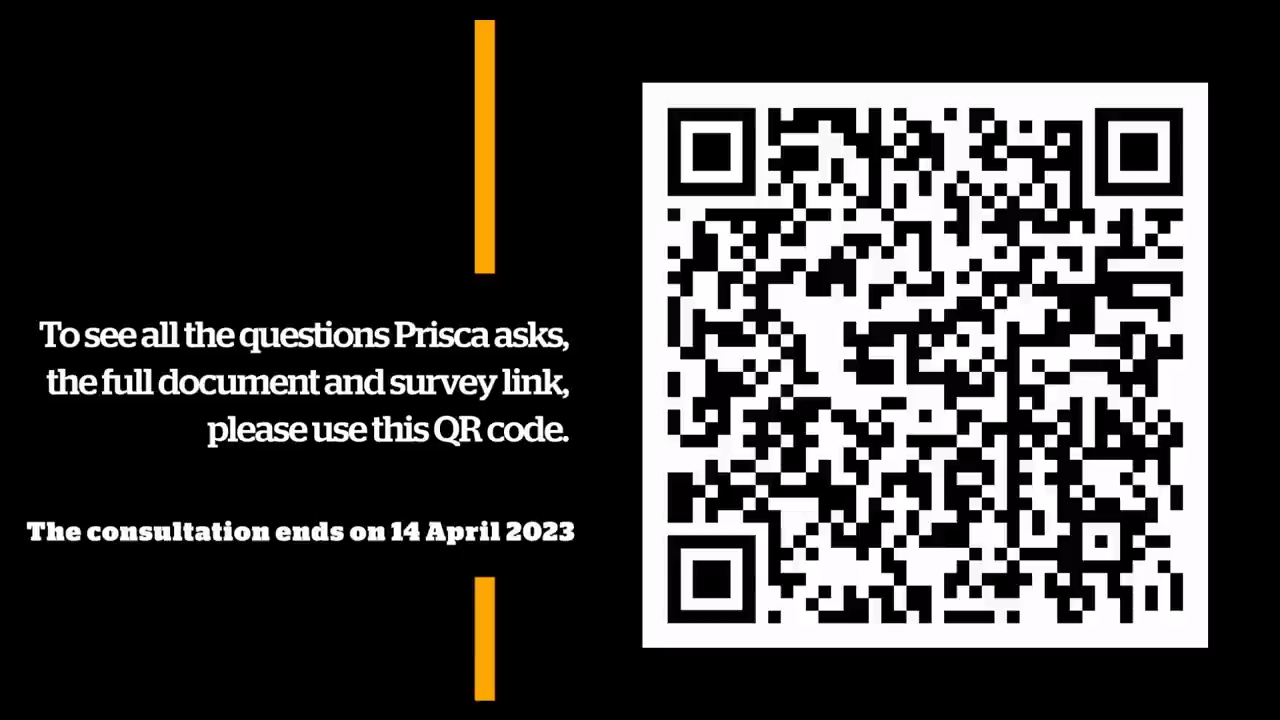 To see all the questions Prisca asks,
the full document and survey link,
please use this QR code.
The consultation ends on 14 April 2023